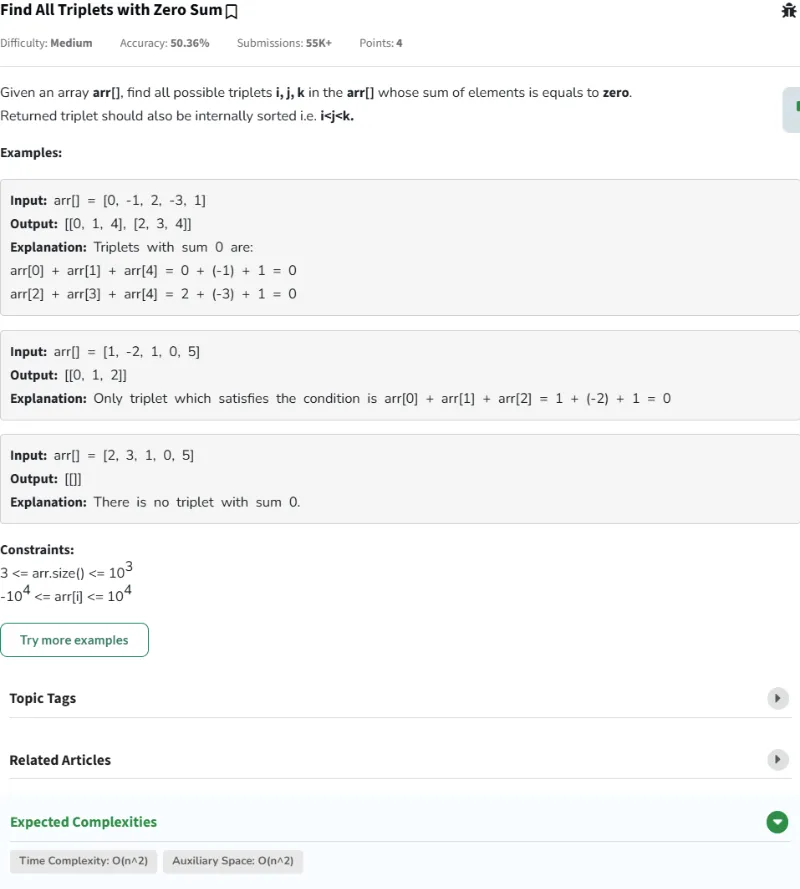 Find All Triplets with Zero Sum
Difficulty: Medium Accuracy: 50.36% Submissions: 55K+ Points: 4
Given an array arr[], find all possible triplets i, j, k in the arr[] whose sum of elements is equals to zero.
Returned triplet should also be internally sorted i.e. i<j<k.
Examples:
Input: arr[] = [0, -1, 2, -3, 1]
Output: [[0, 1, 4], [2, 3, 4]]
Explanation: Triplets with sum 0 are:
arr[0] + arr[1] + arr[4] = 0 + (-1) + 1 = 0
arr[2] + arr[3] + arr[4] = 2 + (-3) + 1 = 0
Input: arr[] = [1, -2, 1, 0, 5]
Output: [[0, 1, 2]]
Explanation: Only triplet which satisfies the condition is arr[0] + arr[1] + arr[2] = 1 + (-2) + 1 = 0
Input: arr[] = [2, 3, 1, 0, 5]
Output: [[]]
Explanation: There is no triplet with sum 0.
Constraints:
3 <= arr.size() <= 10^3
-10^4 <= arr[i] <= 10^4
Try more examples
Topic Tags
Related Articles
Expected Complexities
Time Complexity: O(n^2) Auxiliary Space: O(n^2)